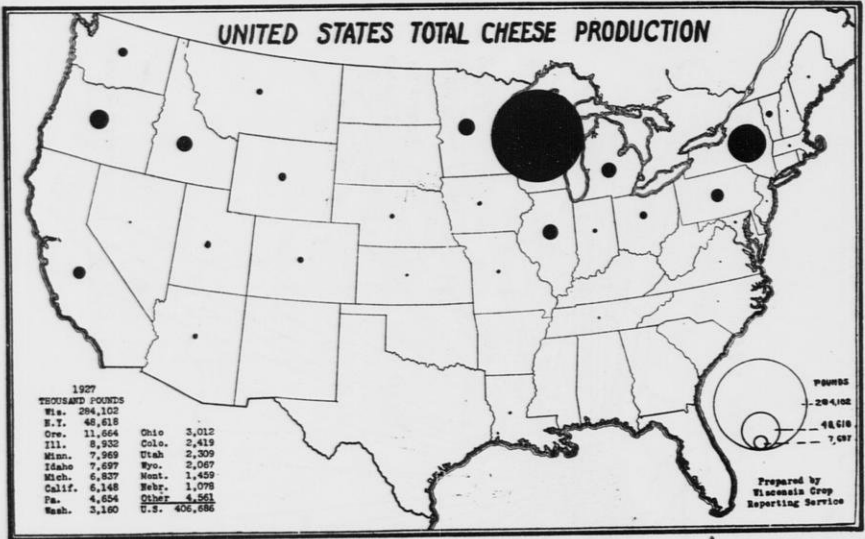 UNITED STATES TOTAL CHEESE PRODUCTION
1927
THOUSAND POUNDS
Wis. 284,102
N.Y. 48,618
Ore. 11,664
Ill. 8,932
Minn. 7,969
Idaho 7,697
Mich. 6,837
Calif. 6,148
Pa. 4,654
Wash. 3,160
Ohio 3,012
Colo. 2,419
Utah 2,309
Wyo. 2,067
Mont. 1,459
Nebr. 1,078
Other 4,561
U.S. 406,686
POUNDS
284,102
48,618
7,697
Prepared by
Wisconsin Crop
Reporting Service